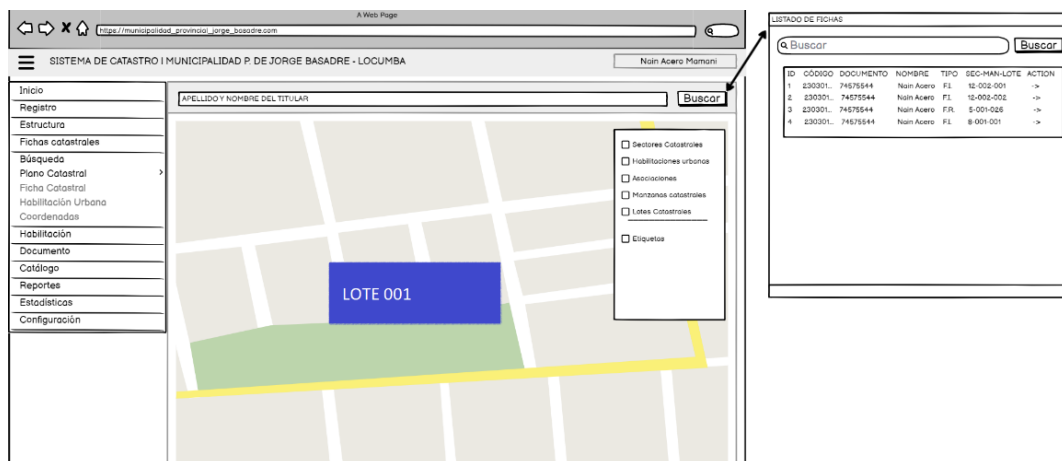 A Web Page
https://municipalidad_provincial_jorge_basadre.com
SISTEMA DE CATASTRO I MUNICIPALIDAD P. DE JORGE BASADRE - LOCUMBA
Nain Acero Mamani
Inicio
Registro
Estructura
Fichas catastrales
Búsqueda
Plano Catastral >
Ficha Catastral
Habilitación Urbana
Coordenadas
Habilitación
Documento
Catálogo
Reportes
Estadísticas
Configuración
APELLIDO Y NOMBRE DEL TITULAR
Buscar
Sectores Catastrales
Habilitaciones urbanas
Asociaciones
Manzanas catastrales
Lotes Catastrales
Etiquetas
LOTE 001
LISTADO DE FICHAS
Buscar
Buscar
ID CÓDIGO DOCUMENTO NOMBRE TIPO SEC-MAN-LOTE ACTION
1 230301... 74575544 Nain Acero F.I. 12-002-001 ->
2 230301... 74575544 Nain Acero F.I. 12-002-002 ->
3 230301... 74575544 Nain Acero F.R. 5-001-026 ->
4 230301... 74575544 Nain Acero F.I. 8-001-001 ->